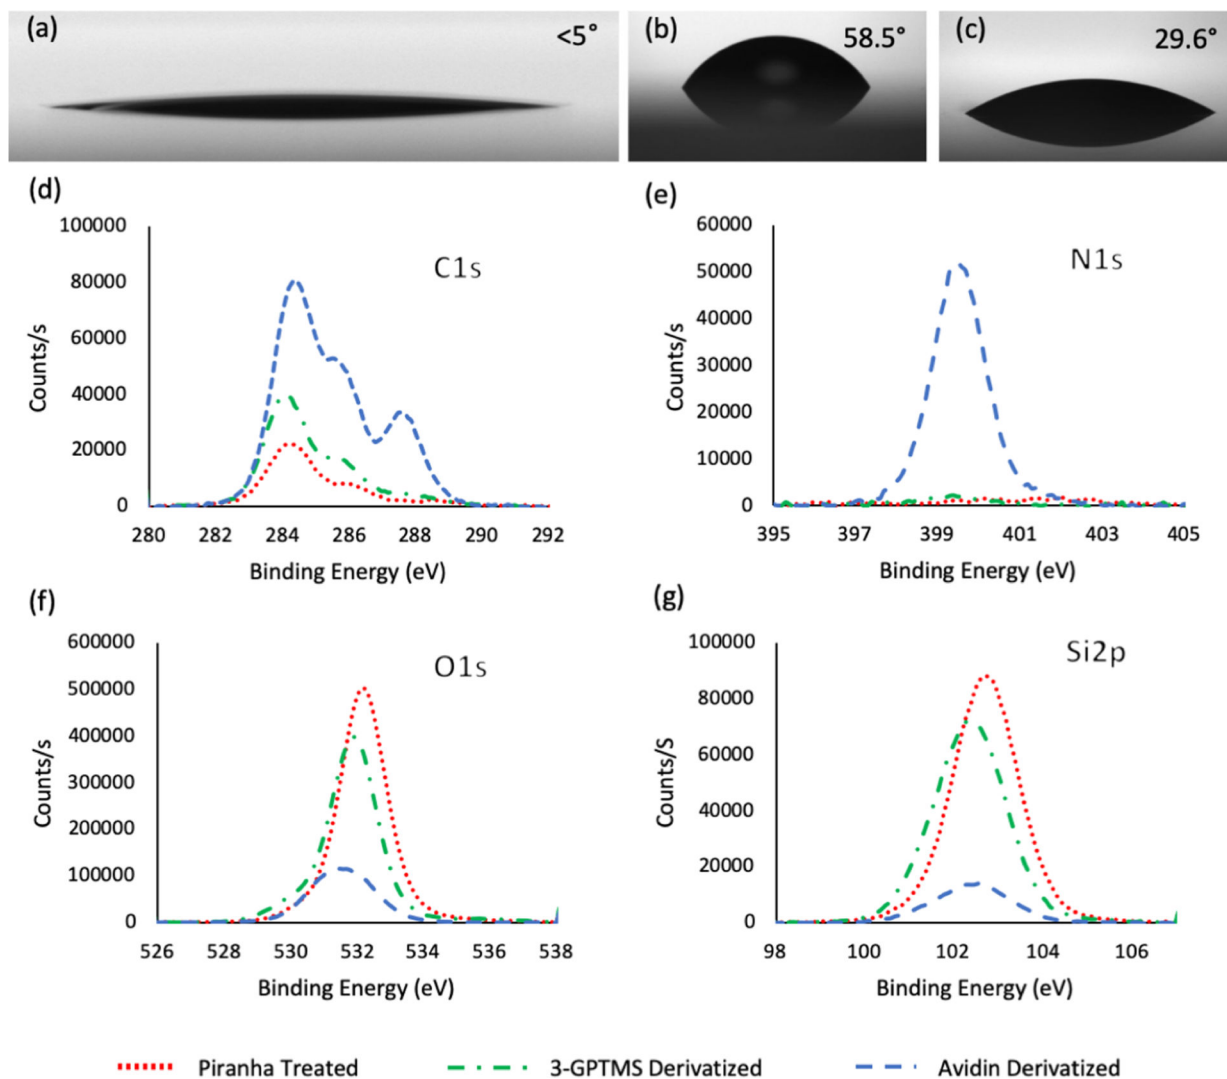 (a) <5°
(b) 58.5°
(c) 29.6°
(d)
C1s
Counts/s
100000
80000
60000
40000
20000
0
280 282 284 286 288 290 292
Binding Energy (eV)
(e)
N1s
Counts/s
60000
50000
40000
30000
20000
10000
0
395 397 399 401 403 405
Binding Energy (eV)
(f)
O1s
Counts/s
600000
500000
400000
300000
200000
100000
0
526 528 530 532 534 536 538
Binding Energy (eV)
(g)
Si2p
Counts/S
100000
80000
60000
40000
20000
0
98 100 102 104 106
Binding Energy (eV)
Piranha Treated 3-GPTMS Derivatized Avidin Derivatized